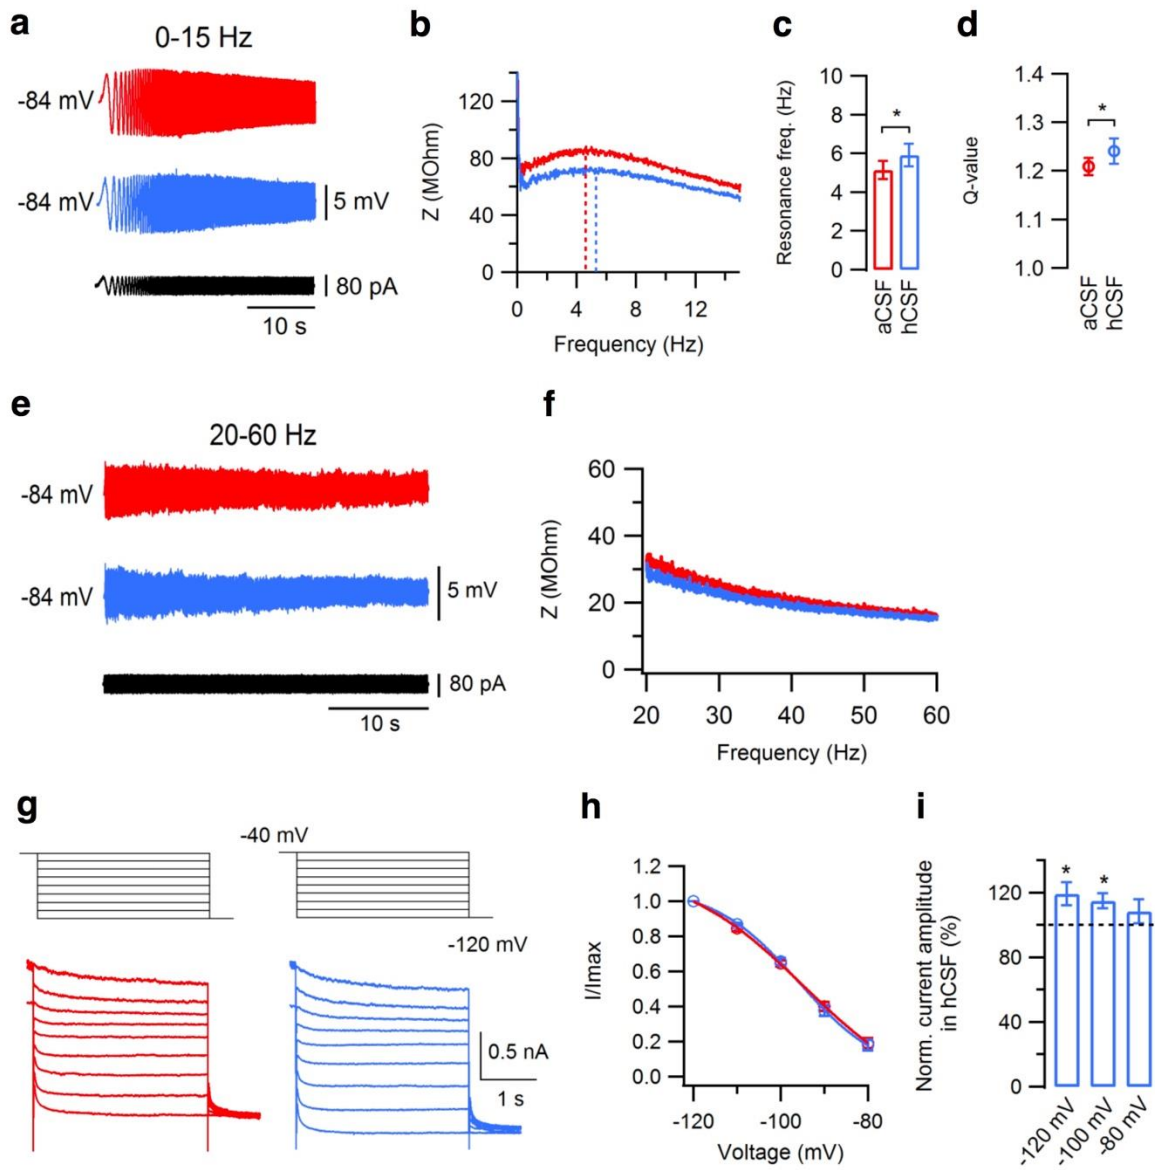 a
0-15 Hz
-84 mV
-84 mV
5 mV
80 pA
10 s
b
Z (MOhm)
120
80
40
0
0 4 8 12
Frequency (Hz)
c
Resonance freq. (Hz)
10
8
6
4
2
0
*
aCSF
hCSF
d
Q-value
1.4
1.3
1.2
1.1
1.0
*
aCSF
hCSF
e
20-60 Hz
-84 mV
-84 mV
5 mV
80 pA
10 s
f
Z (MOhm)
60
40
20
0
20 30 40 50 60
Frequency (Hz)
g
-40 mV
-120 mV
0.5 nA
1 s
h
I/Imax
1.2
1.0
0.8
0.6
0.4
0.2
0.0
-120 -100 -80
Voltage (mV)
i
Norm. current amplitude
in hCSF (%)
120
80
40
0
* *
-120 mV
-100 mV
-80 mV